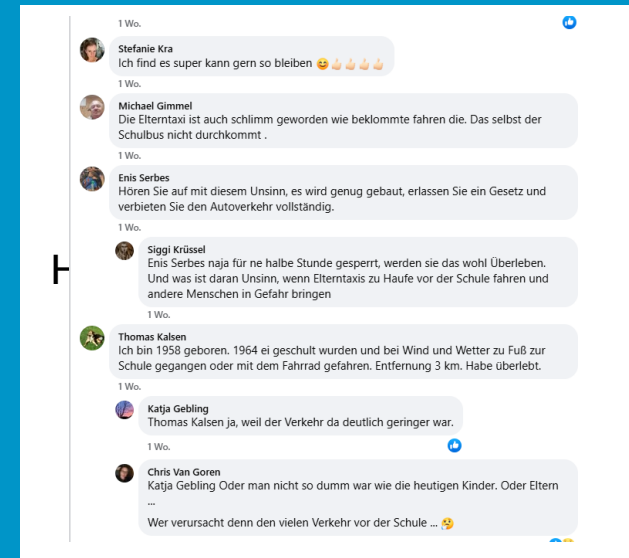 1 Wo.
Stefanie Kra
Ich find es super kann gern so bleiben 😄👍🏻👍🏻👍🏻👍🏻
1 Wo.
Michael Gimmel
Die Elterntaxi ist auch schlimm geworden wie beklommte fahren die. Das selbst der
Schulbus nicht durchkommt .
1 Wo.
Enis Serbes
Hören Sie auf mit diesem Unsinn, es wird genug gebaut, erlassen Sie ein Gesetz und
verbieten Sie den Autoverkehr vollständig.
1 Wo.
Siggi Krüssel
Enis Serbes naja für ne halbe Stunde gesperrt, werden sie das wohl Überleben.
Und was ist daran Unsinn, wenn Elterntaxis zu Haufe vor der Schule fahren und
andere Menschen in Gefahr bringen
1 Wo.
Thomas Kalsen
Ich bin 1958 geboren. 1964 ei geschult wurden und bei Wind und Wetter zu Fuß zur
Schule gegangen oder mit dem Fahrrad gefahren. Entfernung 3 km. Habe überlebt.
1 Wo.
Katja Gebling
Thomas Kalsen ja, weil der Verkehr da deutlich geringer war.
1 Wo.
Chris Van Goren
Katja Gebling Oder man nicht so dumm war wie die heutigen Kinder. Oder Eltern
...
Wer verursacht denn den vielen Verkehr vor der Schule ... 🤔